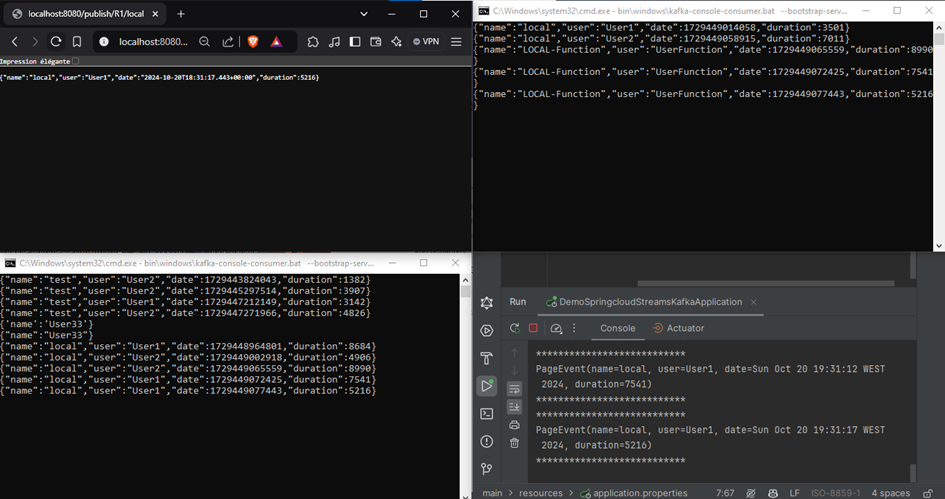 localhost:8080/publish/R1/local
localhost:8080...
VPN
Impression élégante
{"name":"local","user":"User1","date":"2024-10-20T18:31:17.443+00:00","duration":5216}
C:\Windows\system32\cmd.exe - bin\windows\kafka-console-consumer.bat --bootstrap-serv...
{"name":"local","user":"User1","date":1729449014058,"duration":3501}
{"name":"local","user":"User2","date":1729449058915,"duration":7011}
{"name":"LOCAL-Function","user":"UserFunction","date":1729449065559,"duration":8990
}
{"name":"LOCAL-Function","user":"UserFunction","date":1729449072425,"duration":7541
}
{"name":"LOCAL-Function","user":"UserFunction","date":1729449077443,"duration":5216
}
C:\Windows\system32\cmd.exe - bin\windows\kafka-console-consumer.bat --bootstrap-serv...
{"name":"test","user":"User2","date":1729443824043,"duration":1382}
{"name":"test","user":"User2","date":1729445297514,"duration":3907}
{"name":"test","user":"User1","date":1729447212149,"duration":3142}
{"name":"test","user":"User2","date":1729447271966,"duration":4826}
{'name':'User33'}
{"name":"User33"}
{"name":"local","user":"User1","date":1729448964801,"duration":8684}
{"name":"local","user":"User2","date":1729449002918,"duration":4906}
{"name":"local","user":"User2","date":1729449065559,"duration":8990}
{"name":"local","user":"User1","date":1729449072425,"duration":7541}
{"name":"local","user":"User1","date":1729449077443,"duration":5216}
Run DemoSpringcloudStreamsKafkaApplication
Console Actuator
***************************
PageEvent(name=local, user=User1, date=Sun Oct 20 19:31:12 WEST
2024, duration=7541)
***************************
***************************
PageEvent(name=local, user=User1, date=Sun Oct 20 19:31:17 WEST
2024, duration=5216)
***************************
main > resources > application.properties 7:67 LF ISO-8859-1 4 spaces